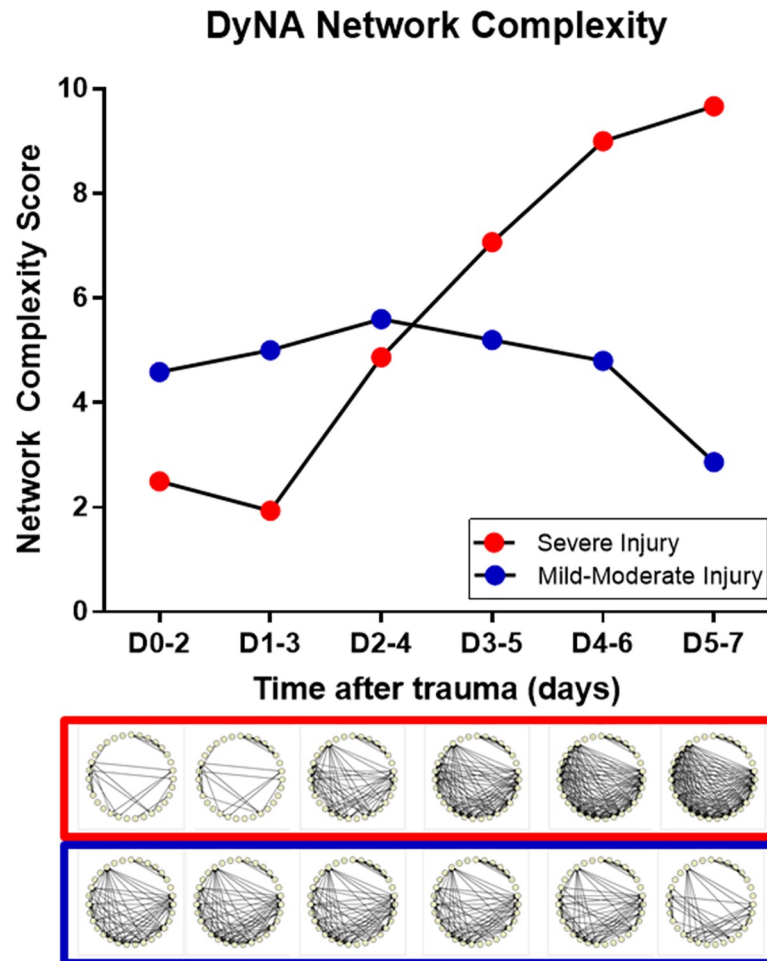 DyNA Network Complexity
Network Complexity Score
10
8
6
4
2
0
Severe Injury
Mild-Moderate Injury
D0-2 D1-3 D2-4 D3-5 D4-6 D5-7
Time after trauma (days)